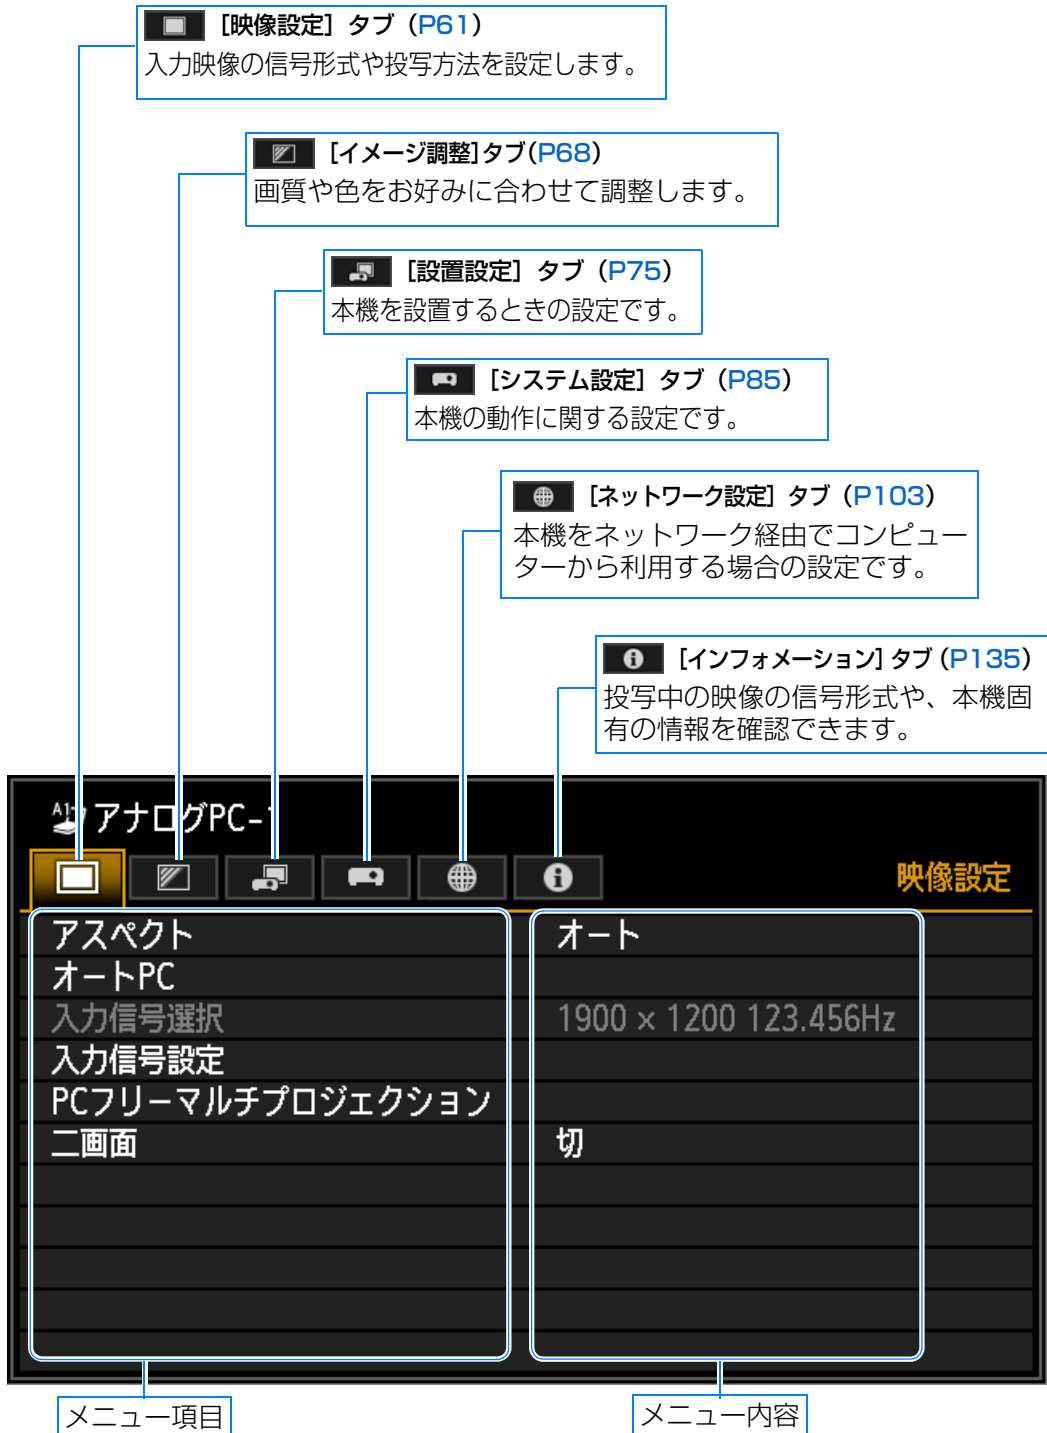 [映像設定] タブ（P61）
入力映像の信号形式や投写方法を設定します。
[イメージ調整]タブ(P68)
画質や色をお好みに合わせて調整します。
[設置設定] タブ（P75）
本機を設置するときの設定です。
[システム設定] タブ（P85）
本機の動作に関する設定です。
[ネットワーク設定] タブ（P103）
本機をネットワーク経由でコンピュー
ターから利用する場合の設定です。
[インフォメーション] タブ（P135）
投写中の映像の信号形式や、本機固
有の情報を確認できます。
アナログPC-1
映像設定
アスペクト オート
オートPC
入力信号選択 1900 × 1200 123.456Hz
入力信号設定
PCフリーマルチプロジェクション
二画面 切
メニュー項目 メニュー内容